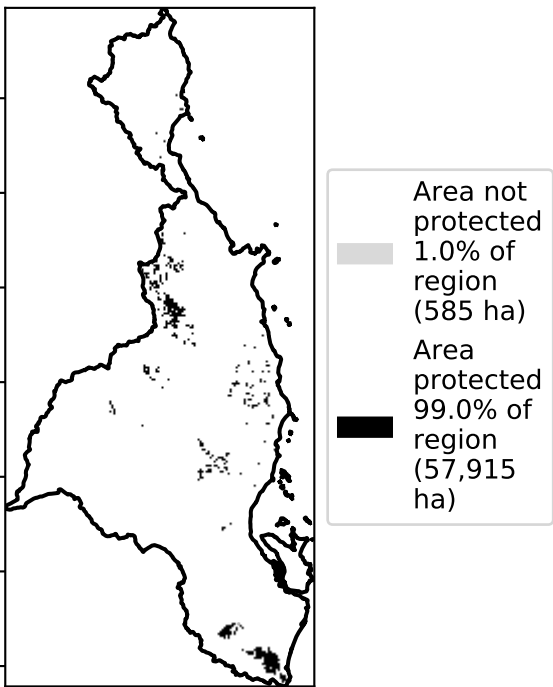 Area not
protected
1.0% of
region
(585 ha)
Area
protected
99.0% of
region
(57,915
ha)